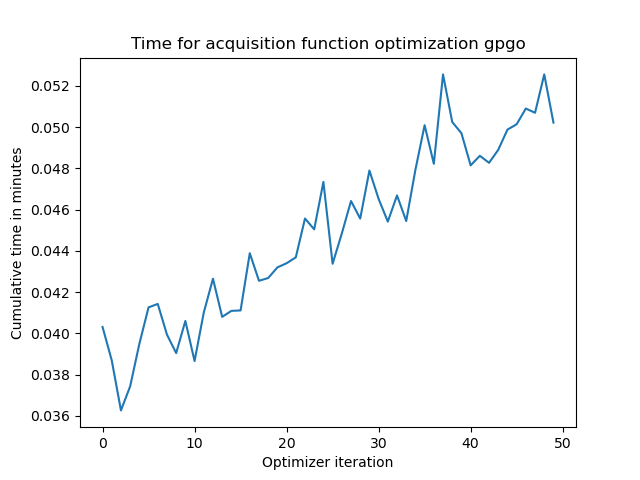 Time for acquisition function optimization gpgo
0.052
0.050
0.048
0.046
0.044
0.042
0.040
0.038
0.036
Cumulative time in minutes
0 10 20 30 40 50
Optimizer iteration